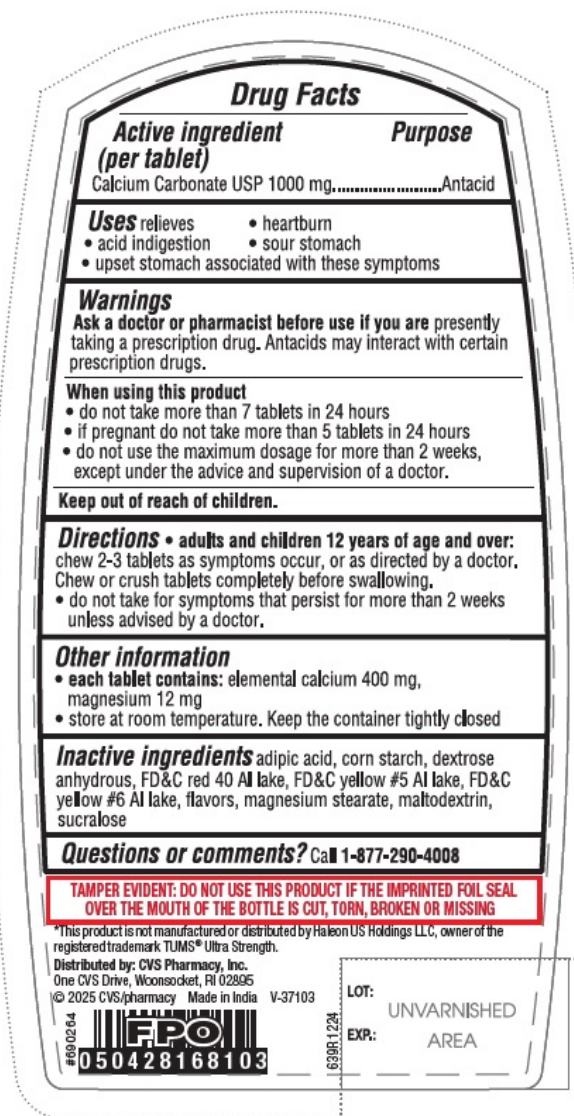 Drug Facts
Active ingredient Purpose
(per tablet)
Calcium Carbonate USP 1000 mg........................Antacid
Uses relieves • heartburn
• acid indigestion • sour stomach
• upset stomach associated with these symptoms
Warnings
Ask a doctor or pharmacist before use if you are presently
taking a prescription drug. Antacids may interact with certain
prescription drugs.
When using this product
• do not take more than 7 tablets in 24 hours
• if pregnant do not take more than 5 tablets in 24 hours
• do not use the maximum dosage for more than 2 weeks,
except under the advice and supervision of a doctor.
Keep out of reach of children.
Directions • adults and children 12 years of age and over:
chew 2-3 tablets as symptoms occur, or as directed by a doctor.
Chew or crush tablets completely before swallowing.
• do not take for symptoms that persist for more than 2 weeks
unless advised by a doctor.
Other information
• each tablet contains: elemental calcium 400 mg,
magnesium 12 mg
• store at room temperature. Keep the container tightly closed
Inactive ingredients adipic acid, corn starch, dextrose
anhydrous, FD&C red 40 Al lake, FD&C yellow #5 Al lake, FD&C
yellow #6 Al lake, flavors, magnesium stearate, maltodextrin,
sucralose
Questions or comments? Call 1-877-290-4008
TAMPER EVIDENT: DO NOT USE THIS PRODUCT IF THE IMPRINTED FOIL SEAL
OVER THE MOUTH OF THE BOTTLE IS CUT, TORN, BROKEN OR MISSING
*This product is not manufactured or distributed by Haleon US Holdings LLC, owner of the
registered trademark TUMS® Ultra Strength.
Distributed by: CVS Pharmacy, Inc.
One CVS Drive, Woonsocket, RI 02895
© 2025 CVS/pharmacy Made in India V-37103
#690264
FPO
050428168103
639R1224
LOT:
EXP.:
UNVARNISHED
AREA